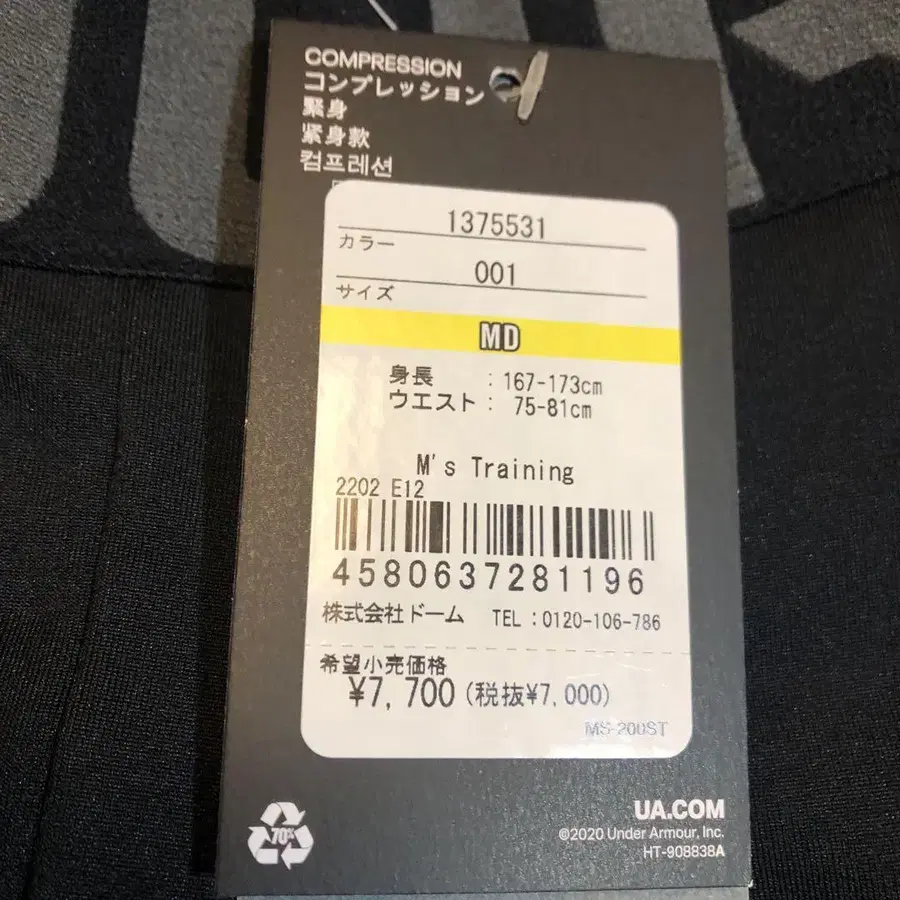 COMPRESSION
コンプレッション
緊身
紧身款
컴프레션
1375531
カラー
001
サイズ
MD
身長 : 167-173cm
ウエスト : 75-81cm
M's Training
2202 E12
4580637281196
株式会社ドーム TEL:0120-106-786
希望小売価格
¥7,700(税抜¥7,000)
MS-200ST
70%
UA.COM
©2020 Under Armour, Inc.
HT-908838A